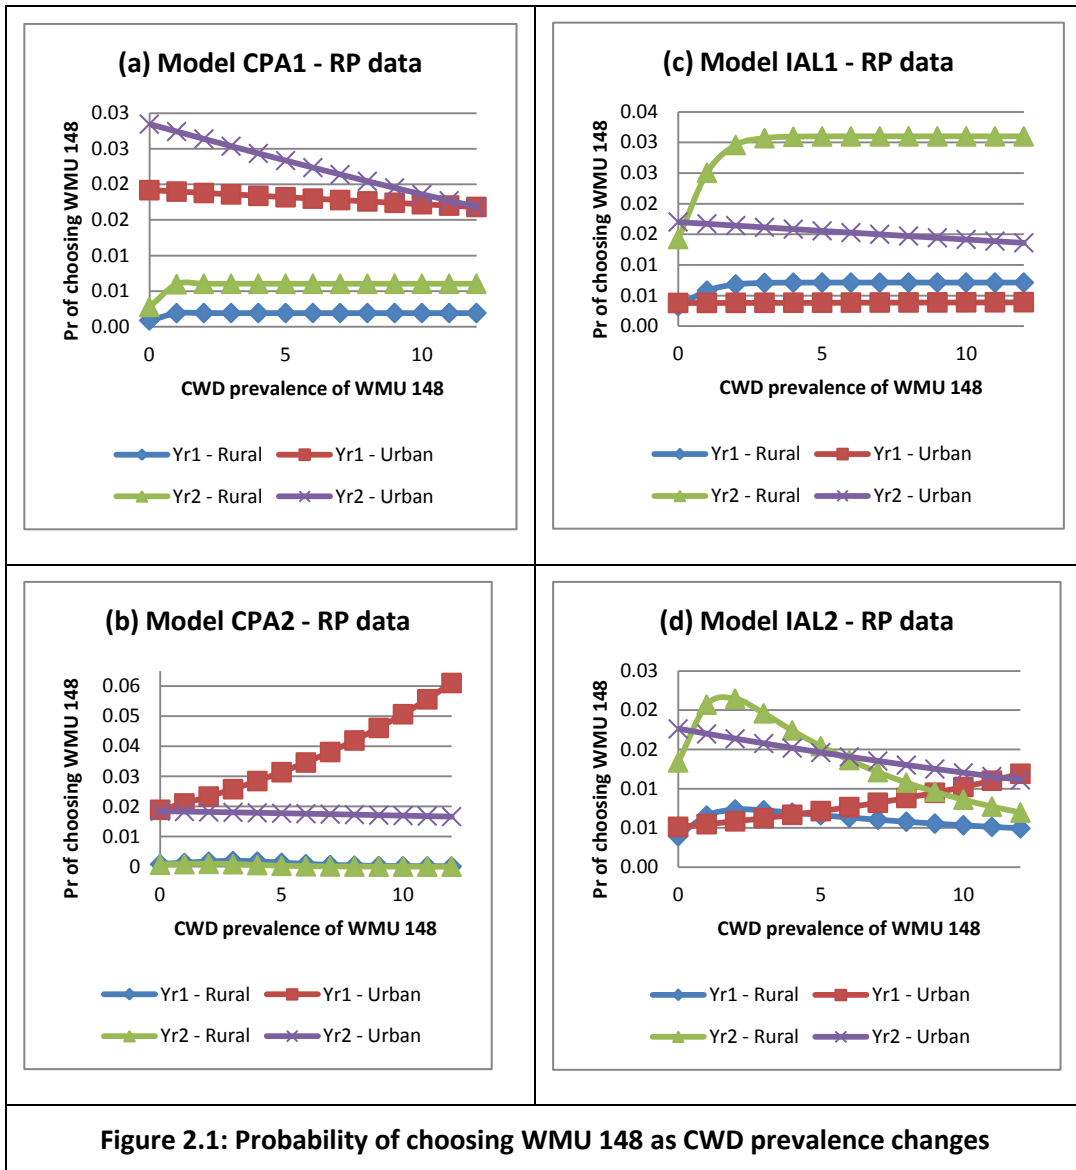 (a) Model CPA1 - RP data
Pr of choosing WMU 148
0.03
0.03
0.02
0.02
0.01
0.01
0.00
0 5 10
CWD prevalence of WMU 148
Yr1 - Rural Yr1 - Urban
Yr2 - Rural Yr2 - Urban
(c) Model IAL1 - RP data
Pr of choosing WMU 148
0.04
0.03
0.03
0.02
0.02
0.01
0.01
0.00
0 5 10
CWD prevalence of WMU 148
Yr1 - Rural Yr1 - Urban
Yr2 - Rural Yr2 - Urban
(b) Model CPA2 - RP data
Pr of choosing WMU 148
0.06
0.05
0.04
0.03
0.02
0.01
0
0 5 10
CWD prevalence of WMU 148
Yr1 - Rural Yr1 - Urban
Yr2 - Rural Yr2 - Urban
(d) Model IAL2 - RP data
Pr of choosing WMU 148
0.03
0.02
0.02
0.01
0.01
0.00
0 5 10
CWD prevalence of WMU 148
Yr1 - Rural Yr1 - Urban
Yr2 - Rural Yr2 - Urban
Figure 2.1: Probability of choosing WMU 148 as CWD prevalence changes